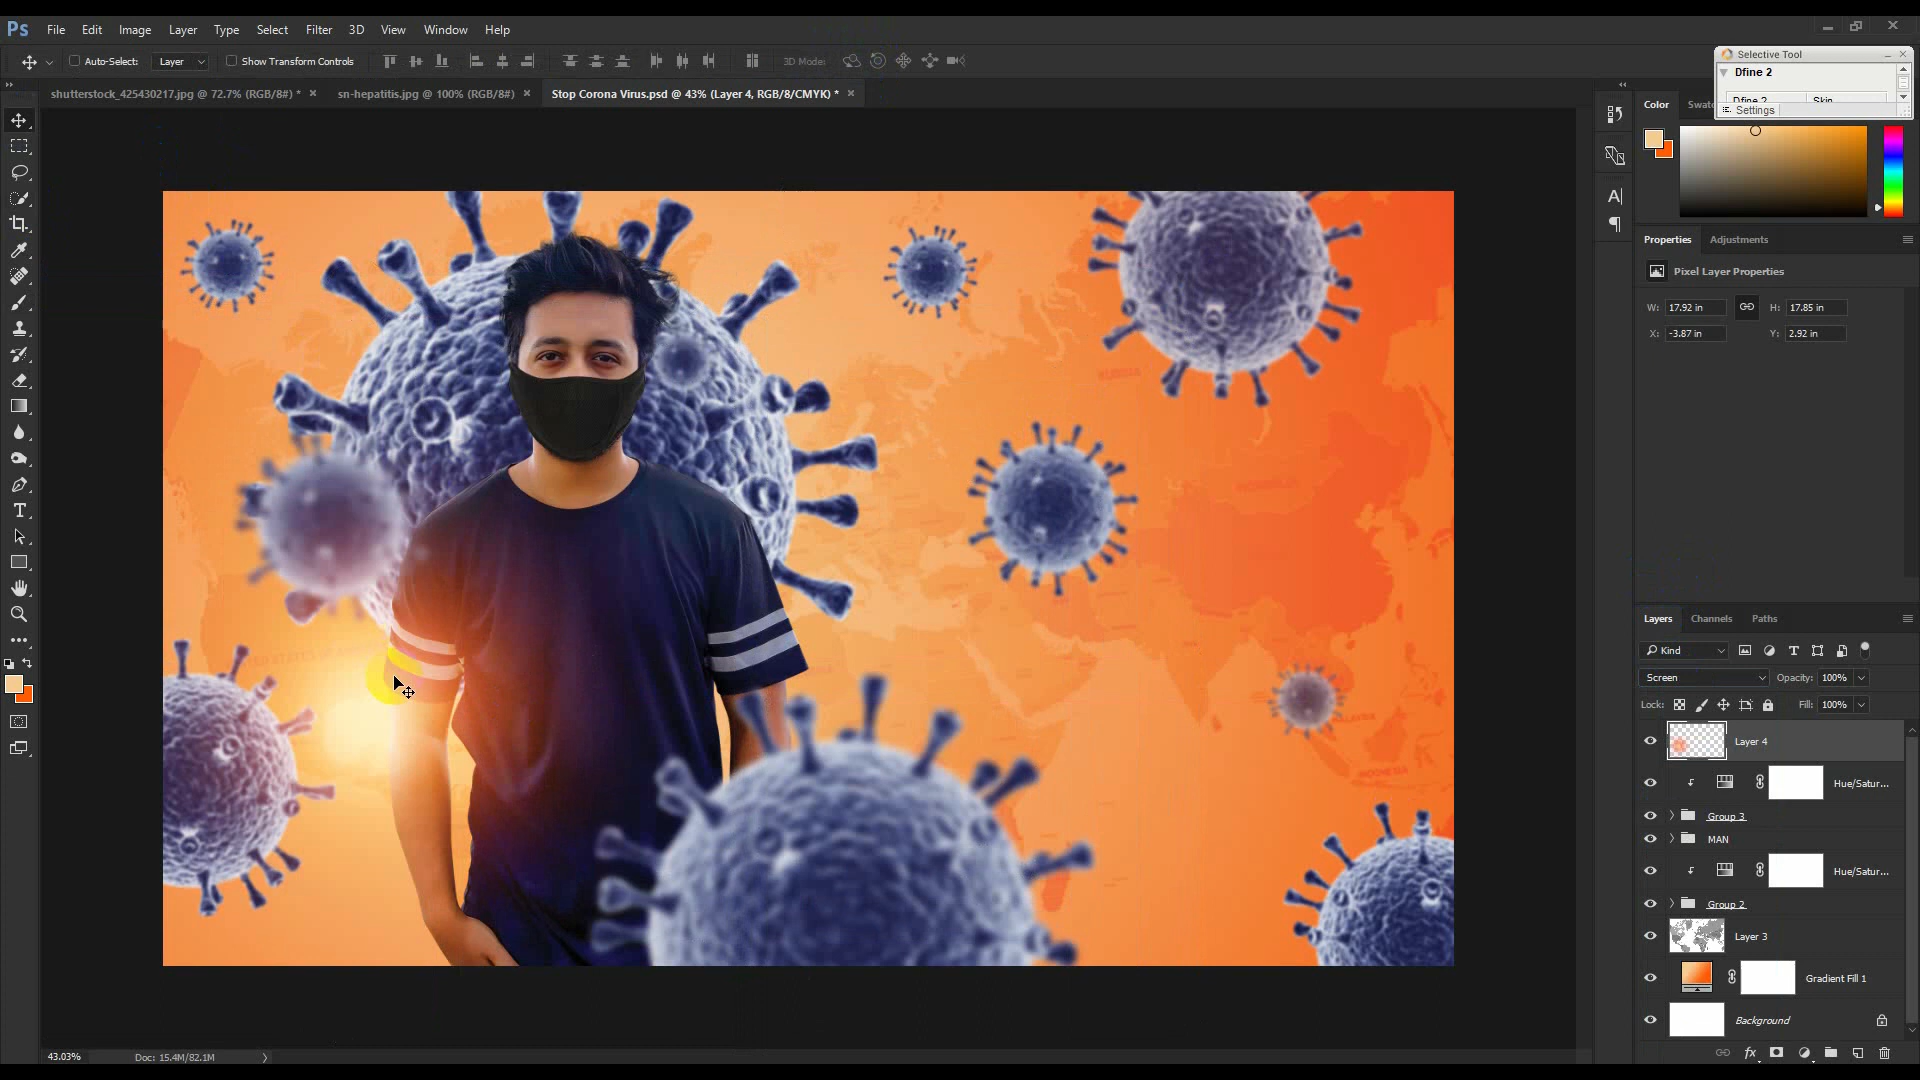 Ps File Edit Image Layer Type Select Filter 3D View Window Help
Auto-Select: Layer Show Transform Controls 3D Mode:
Selective Tool
Dfine 2
Dfine 2 Skin
Settings
shutterstock_425430217.jpg @ 72.7% (RGB/8#) * × sn-hepatitis.jpg @ 100% (RGB/8#) × Stop Corona Virus.psd @ 43% (Layer 4, RGB/8/CMYK) * ×
Color
Properties Adjustments
Pixel Layer Properties
W: 17.92 in H: 17.85 in
X: -3.87 in Y: 2.92 in
RUSSIA
INDONESIA
Layers Channels Paths
Kind
Screen Opacity: 100%
Lock: Fill: 100%
Layer 4
Hue/Satur...
Group 3
MAN
Hue/Satur...
Group 2
Layer 3
Gradient Fill 1
Background
43.03% Doc: 15.4M/82.1M
fx